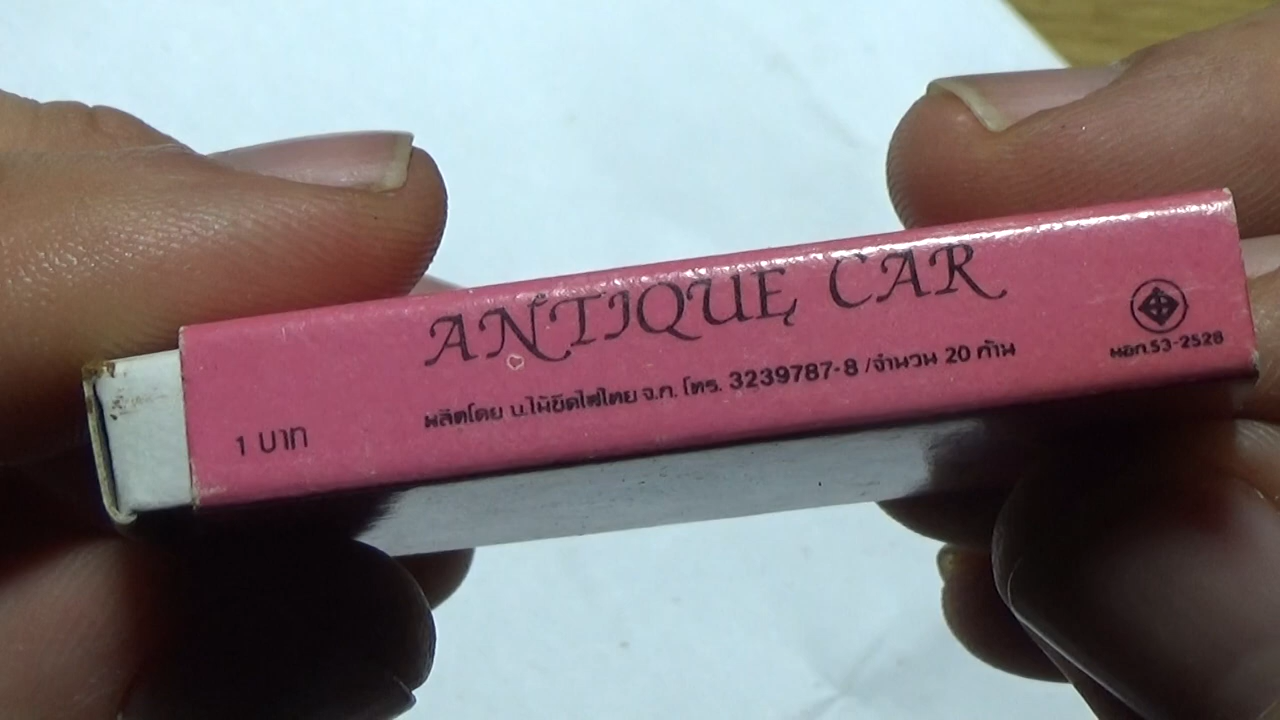 ANTIQUE CAR
ผลิตโดย บ.ไม้ขีดไฟไทย จ.ก. โทร. 3239787-8 /จำนวน 20 ก้าน
1 บาท
มอก.53-2528